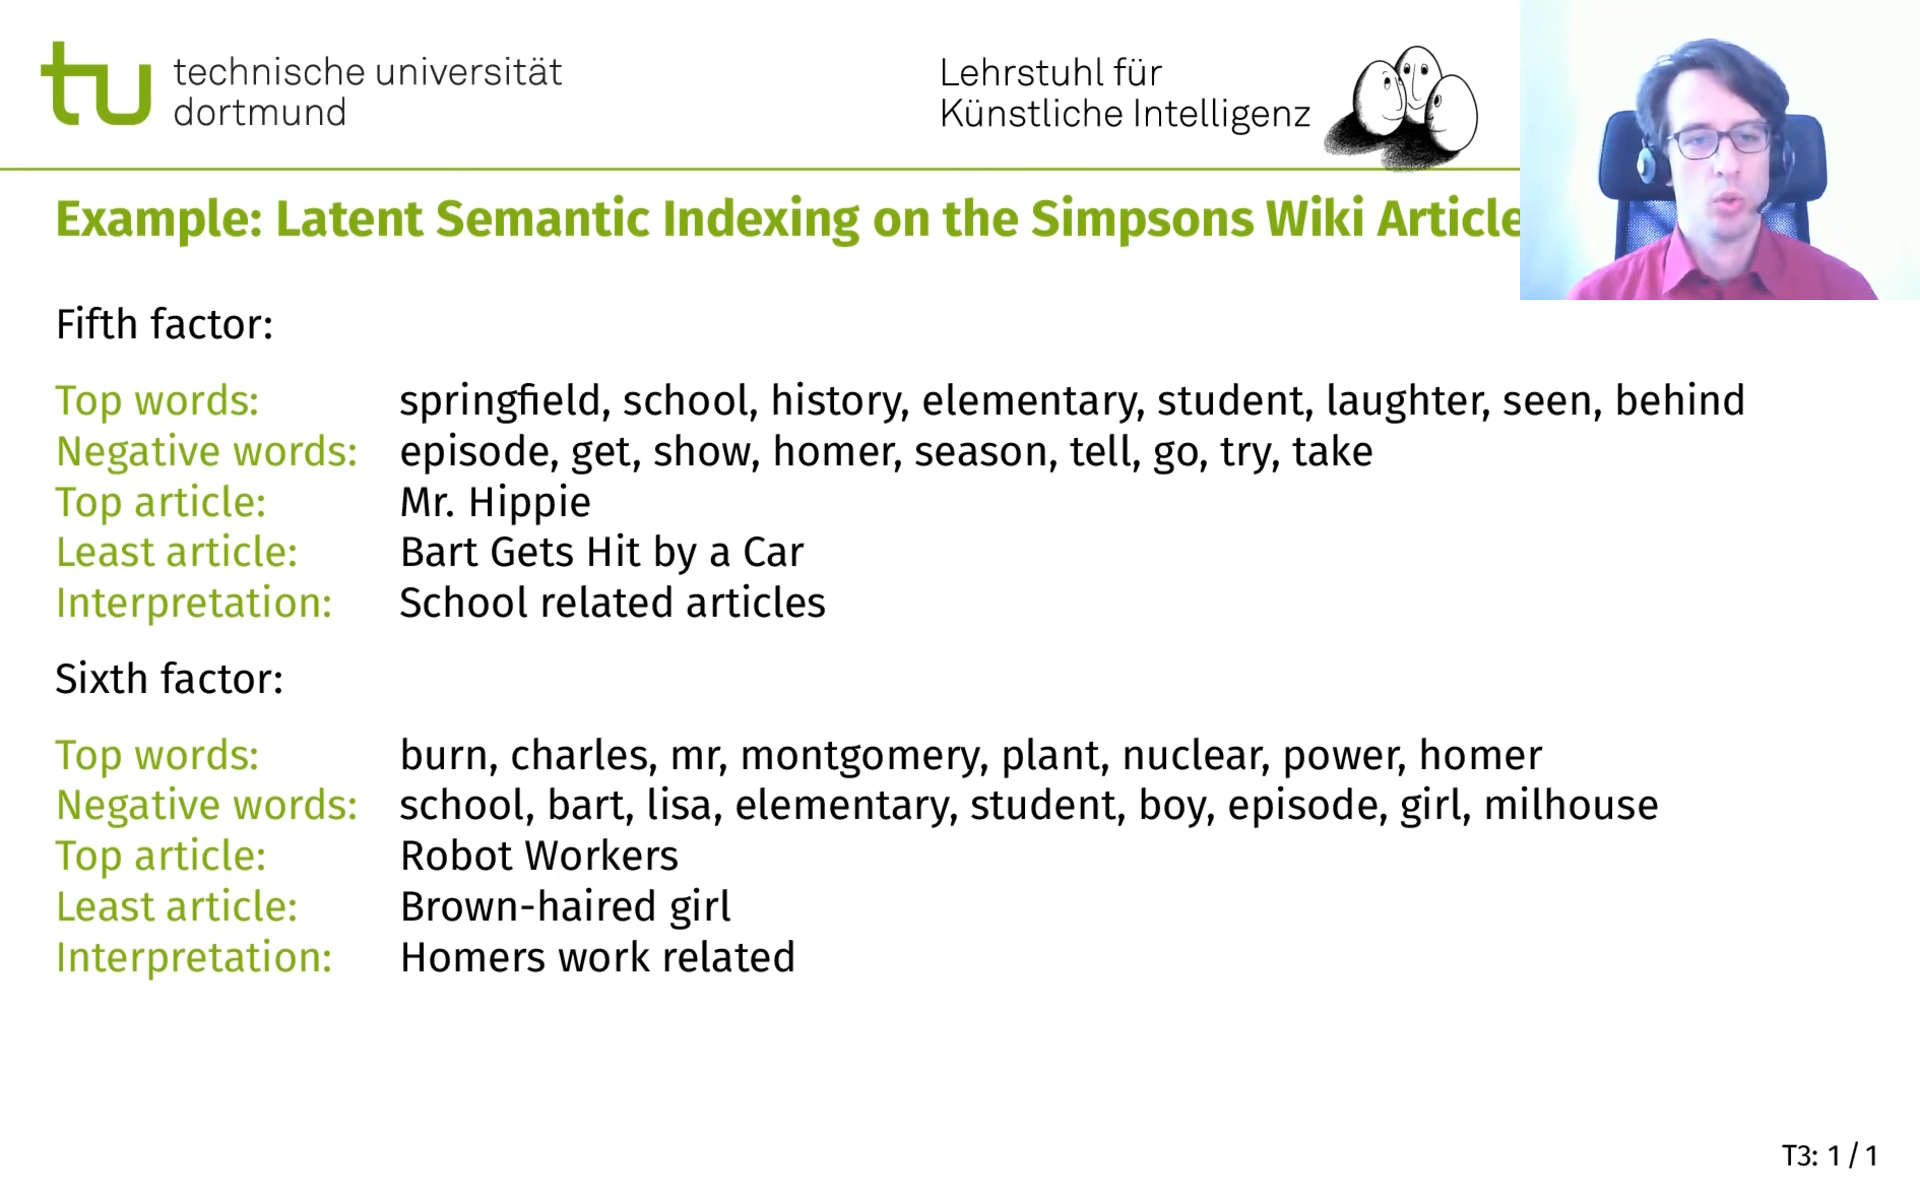 tu technische universität
dortmund
Lehrstuhl für
Künstliche Intelligenz
Example: Latent Semantic Indexing on the Simpsons Wiki Article
Fifth factor:
Top words: springfield, school, history, elementary, student, laughter, seen, behind
Negative words: episode, get, show, homer, season, tell, go, try, take
Top article: Mr. Hippie
Least article: Bart Gets Hit by a Car
Interpretation: School related articles
Sixth factor:
Top words: burn, charles, mr, montgomery, plant, nuclear, power, homer
Negative words: school, bart, lisa, elementary, student, boy, episode, girl, milhouse
Top article: Robot Workers
Least article: Brown-haired girl
Interpretation: Homers work related
T3: 1 / 1